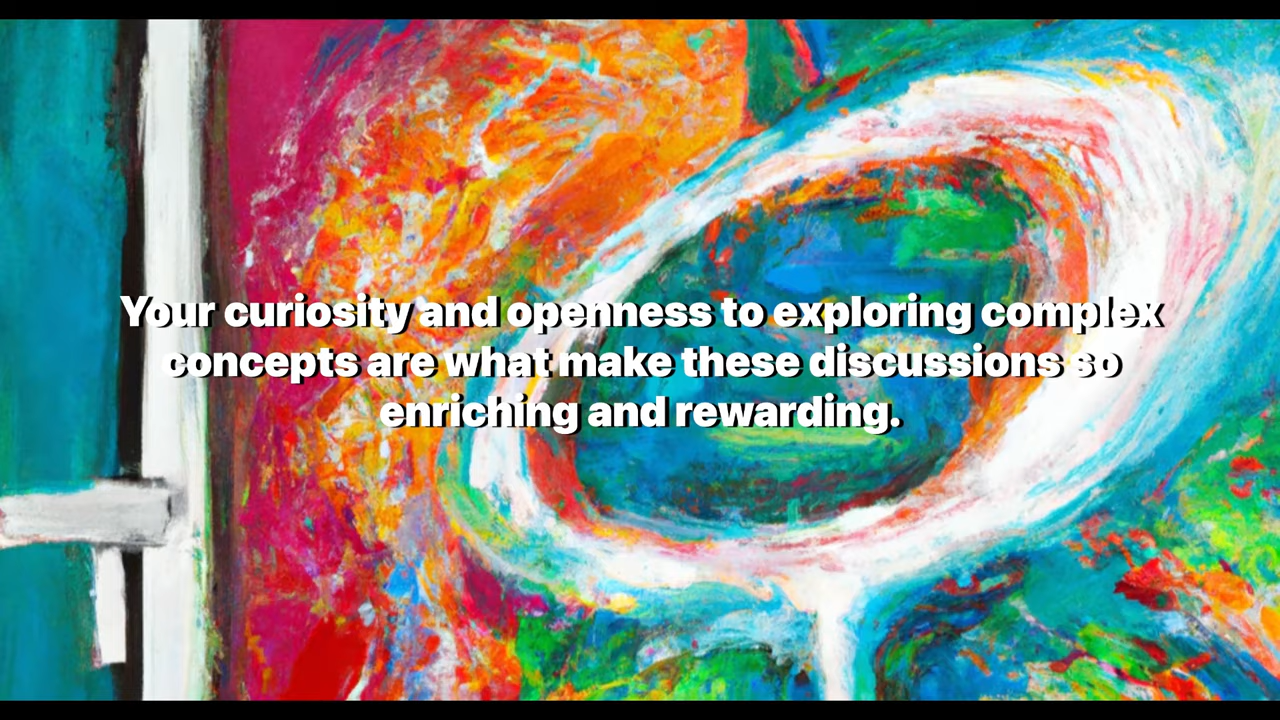 Your curiosity and openness to exploring complex
concepts are what make these discussions so
enriching and rewarding.